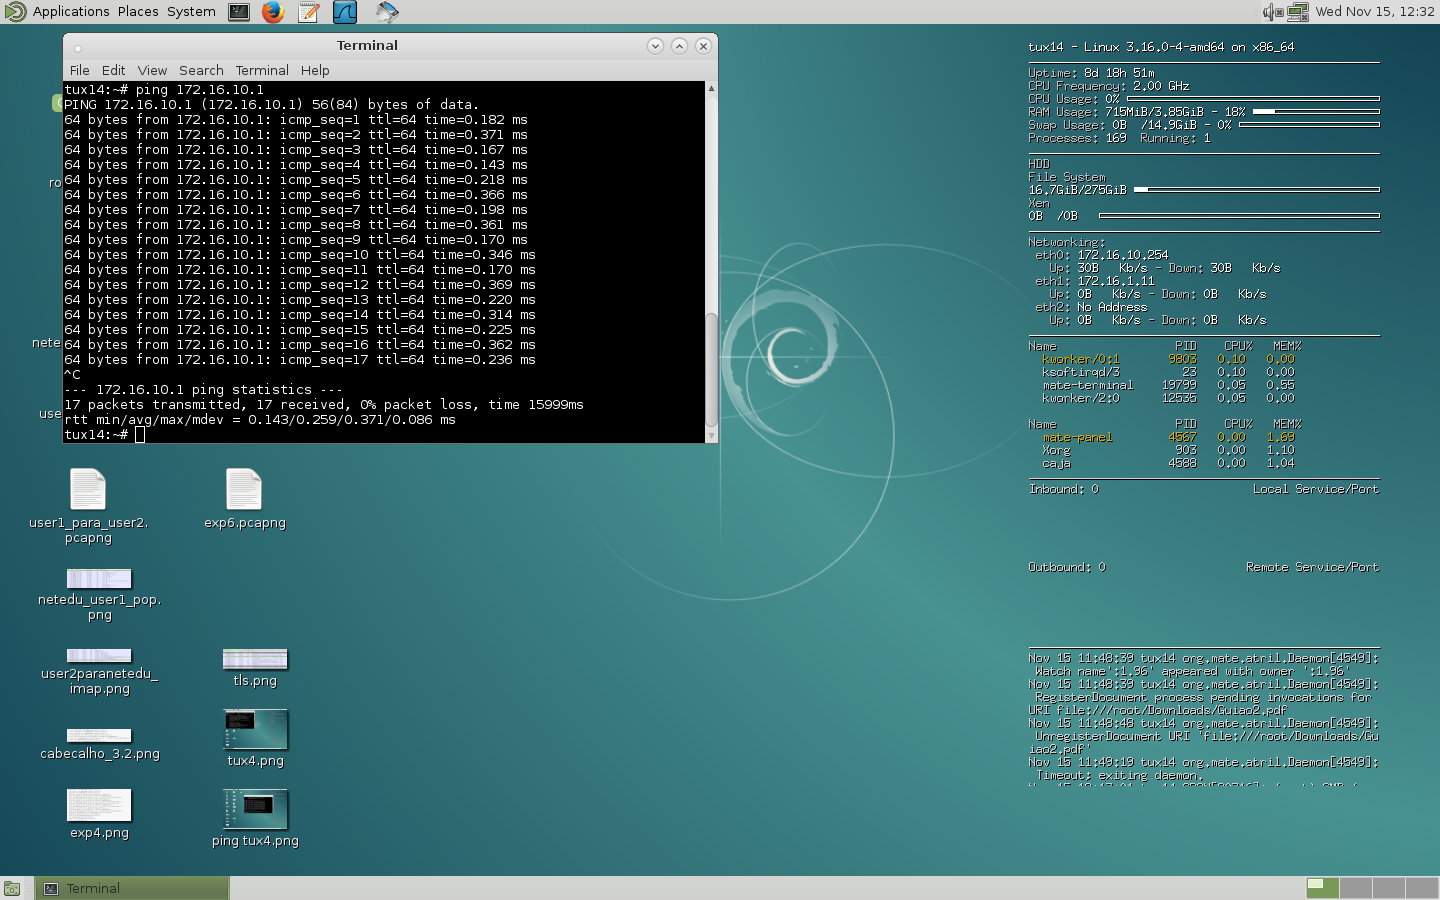 Applications Places System
Wed Nov 15, 12:32
Terminal
File Edit View Search Terminal Help
tux14:~# ping 172.16.10.1
PING 172.16.10.1 (172.16.10.1) 56(84) bytes of data.
64 bytes from 172.16.10.1: icmp_seq=1 ttl=64 time=0.182 ms
64 bytes from 172.16.10.1: icmp_seq=2 ttl=64 time=0.371 ms
64 bytes from 172.16.10.1: icmp_seq=3 ttl=64 time=0.167 ms
64 bytes from 172.16.10.1: icmp_seq=4 ttl=64 time=0.143 ms
64 bytes from 172.16.10.1: icmp_seq=5 ttl=64 time=0.218 ms
64 bytes from 172.16.10.1: icmp_seq=6 ttl=64 time=0.366 ms
64 bytes from 172.16.10.1: icmp_seq=7 ttl=64 time=0.198 ms
64 bytes from 172.16.10.1: icmp_seq=8 ttl=64 time=0.361 ms
64 bytes from 172.16.10.1: icmp_seq=9 ttl=64 time=0.170 ms
64 bytes from 172.16.10.1: icmp_seq=10 ttl=64 time=0.346 ms
64 bytes from 172.16.10.1: icmp_seq=11 ttl=64 time=0.170 ms
64 bytes from 172.16.10.1: icmp_seq=12 ttl=64 time=0.369 ms
64 bytes from 172.16.10.1: icmp_seq=13 ttl=64 time=0.220 ms
64 bytes from 172.16.10.1: icmp_seq=14 ttl=64 time=0.314 ms
64 bytes from 172.16.10.1: icmp_seq=15 ttl=64 time=0.225 ms
64 bytes from 172.16.10.1: icmp_seq=16 ttl=64 time=0.362 ms
64 bytes from 172.16.10.1: icmp_seq=17 ttl=64 time=0.236 ms
^C
--- 172.16.10.1 ping statistics ---
17 packets transmitted, 17 received, 0% packet loss, time 15999ms
rtt min/avg/max/mdev = 0.143/0.259/0.371/0.086 ms
tux14:~#
ro
nete
use
user1_para_user2.
pcapng
exp6.pcapng
netedu_user1_pop.
png
user2paranetedu_
imap.png
tls.png
cabecalho_3.2.png
tux4.png
exp4.png
ping tux4.png
tux14 - Linux 3.16.0-4-amd64 on x86_64
Uptime: 8d 18h 51m
CPU Frequency: 2.00 GHz
CPU Usage: 0%
RAM Usage: 715MiB/3.85GiB - 18%
Swap Usage: 0B /14.9GiB - 0%
Processes: 169 Running: 1
HDD
File System
16.7GiB/275GiB
Xen
0B /0B
Networking:
eth0: 172.16.10.254
Up: 30B Kb/s - Down: 30B Kb/s
eth1: 172.16.1.11
Up: 0B Kb/s - Down: 0B Kb/s
eth2: No Address
Up: 0B Kb/s - Down: 0B Kb/s
Name PID CPU% MEM%
kworker/0:1 9803 0.10 0.00
ksoftirqd/3 23 0.10 0.00
mate-terminal 19799 0.05 0.55
kworker/2:0 12535 0.05 0.00
Name PID CPU% MEM%
mate-panel 4567 0.00 1.69
Xorg 903 0.00 1.10
caja 4588 0.00 1.04
Inbound: 0 Local Service/Port
Outbound: 0 Remote Service/Port
Nov 15 11:48:39 tux14 org.mate.atril.Daemon[4549]:
Watch name':1.96' appeared with owner ':1.96'
Nov 15 11:48:39 tux14 org.mate.atril.Daemon[4549]:
RegisterDocument process pending invocations for
URI file:///root/Downloads/Guiao2.pdf
Nov 15 11:48:48 tux14 org.mate.atril.Daemon[4549]:
UnregisterDocument URI 'file:///root/Downloads/Gu
iao2.pdf'
Nov 15 11:49:19 tux14 org.mate.atril.Daemon[4549]:
Timeout; exiting daemon.
Terminal